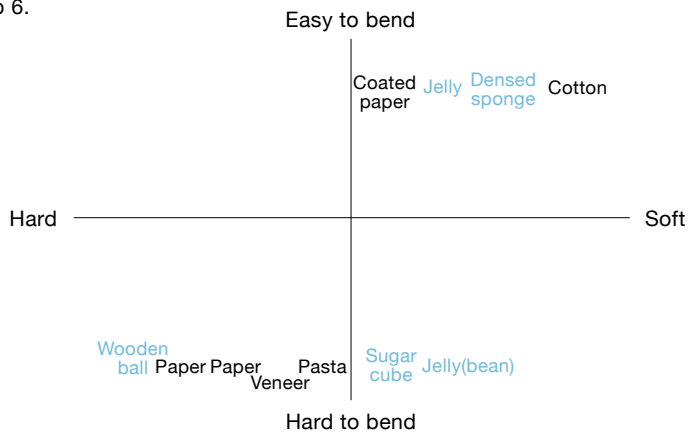 6.
Easy to bend
Coated
paper
Jelly
Densed
sponge
Cotton
Hard
Soft
Wooden
ball
Paper
Paper
Veneer
Pasta
Sugar
cube
Jelly(bean)
Hard to bend